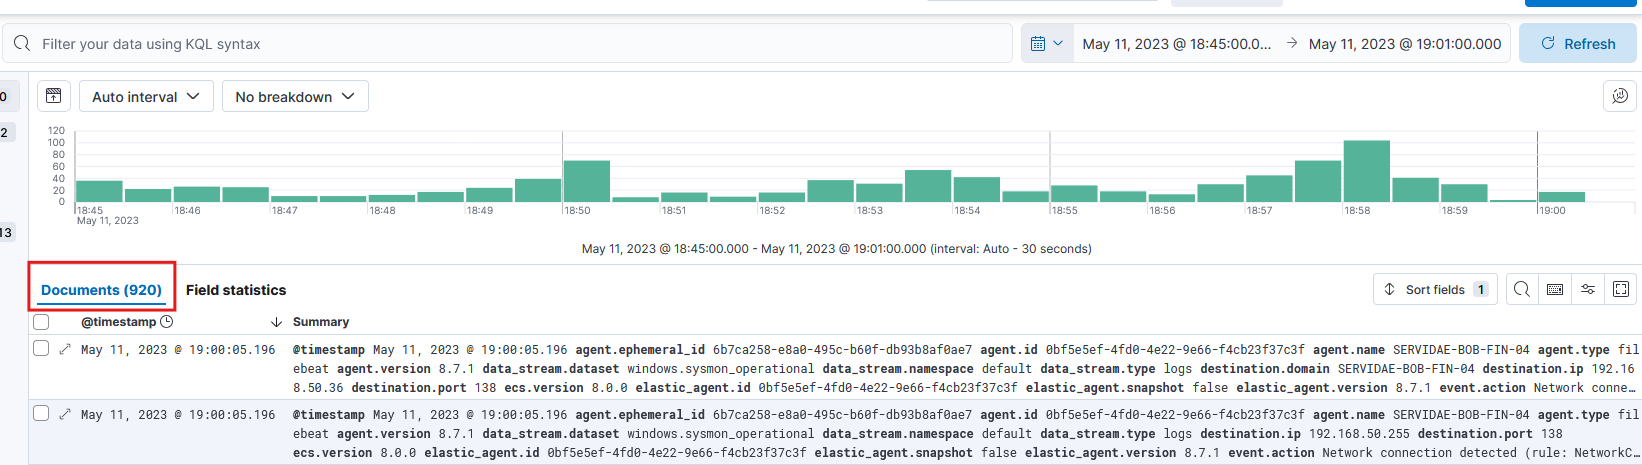 Filter your data using KQL syntax
May 11, 2023 @ 18:45:00.0... → May 11, 2023 @ 19:01:00.000
Refresh
0
Auto interval
No breakdown
2
120
100
80
60
40
20
0
18:45 18:46 18:47 18:48 18:49 18:50 18:51 18:52 18:53 18:54 18:55 18:56 18:57 18:58 18:59 19:00
May 11, 2023
13
May 11, 2023 @ 18:45:00.000 - May 11, 2023 @ 19:01:00.000 (interval: Auto - 30 seconds)
Documents (920) Field statistics
Sort fields 1
@timestamp ↓ Summary
May 11, 2023 @ 19:00:05.196 @timestamp May 11, 2023 @ 19:00:05.196 agent.ephemeral_id 6b7ca258-e8a0-495c-b60f-db93b8af0ae7 agent.id 0bf5e5ef-4fd0-4e22-9e66-f4cb23f37c3f agent.name SERVIDAE-BOB-FIN-04 agent.type fil
ebeat agent.version 8.7.1 data_stream.dataset windows.sysmon_operational data_stream.namespace default data_stream.type logs destination.domain SERVIDAE-BOB-FIN-04 destination.ip 192.16
8.50.36 destination.port 138 ecs.version 8.0.0 elastic_agent.id 0bf5e5ef-4fd0-4e22-9e66-f4cb23f37c3f elastic_agent.snapshot false elastic_agent.version 8.7.1 event.action Network conne...
May 11, 2023 @ 19:00:05.196 @timestamp May 11, 2023 @ 19:00:05.196 agent.ephemeral_id 6b7ca258-e8a0-495c-b60f-db93b8af0ae7 agent.id 0bf5e5ef-4fd0-4e22-9e66-f4cb23f37c3f agent.name SERVIDAE-BOB-FIN-04 agent.type fil
ebeat agent.version 8.7.1 data_stream.dataset windows.sysmon_operational data_stream.namespace default data_stream.type logs destination.ip 192.168.50.255 destination.port 138
ecs.version 8.0.0 elastic_agent.id 0bf5e5ef-4fd0-4e22-9e66-f4cb23f37c3f elastic_agent.snapshot false elastic_agent.version 8.7.1 event.action Network connection detected (rule: NetworkC...